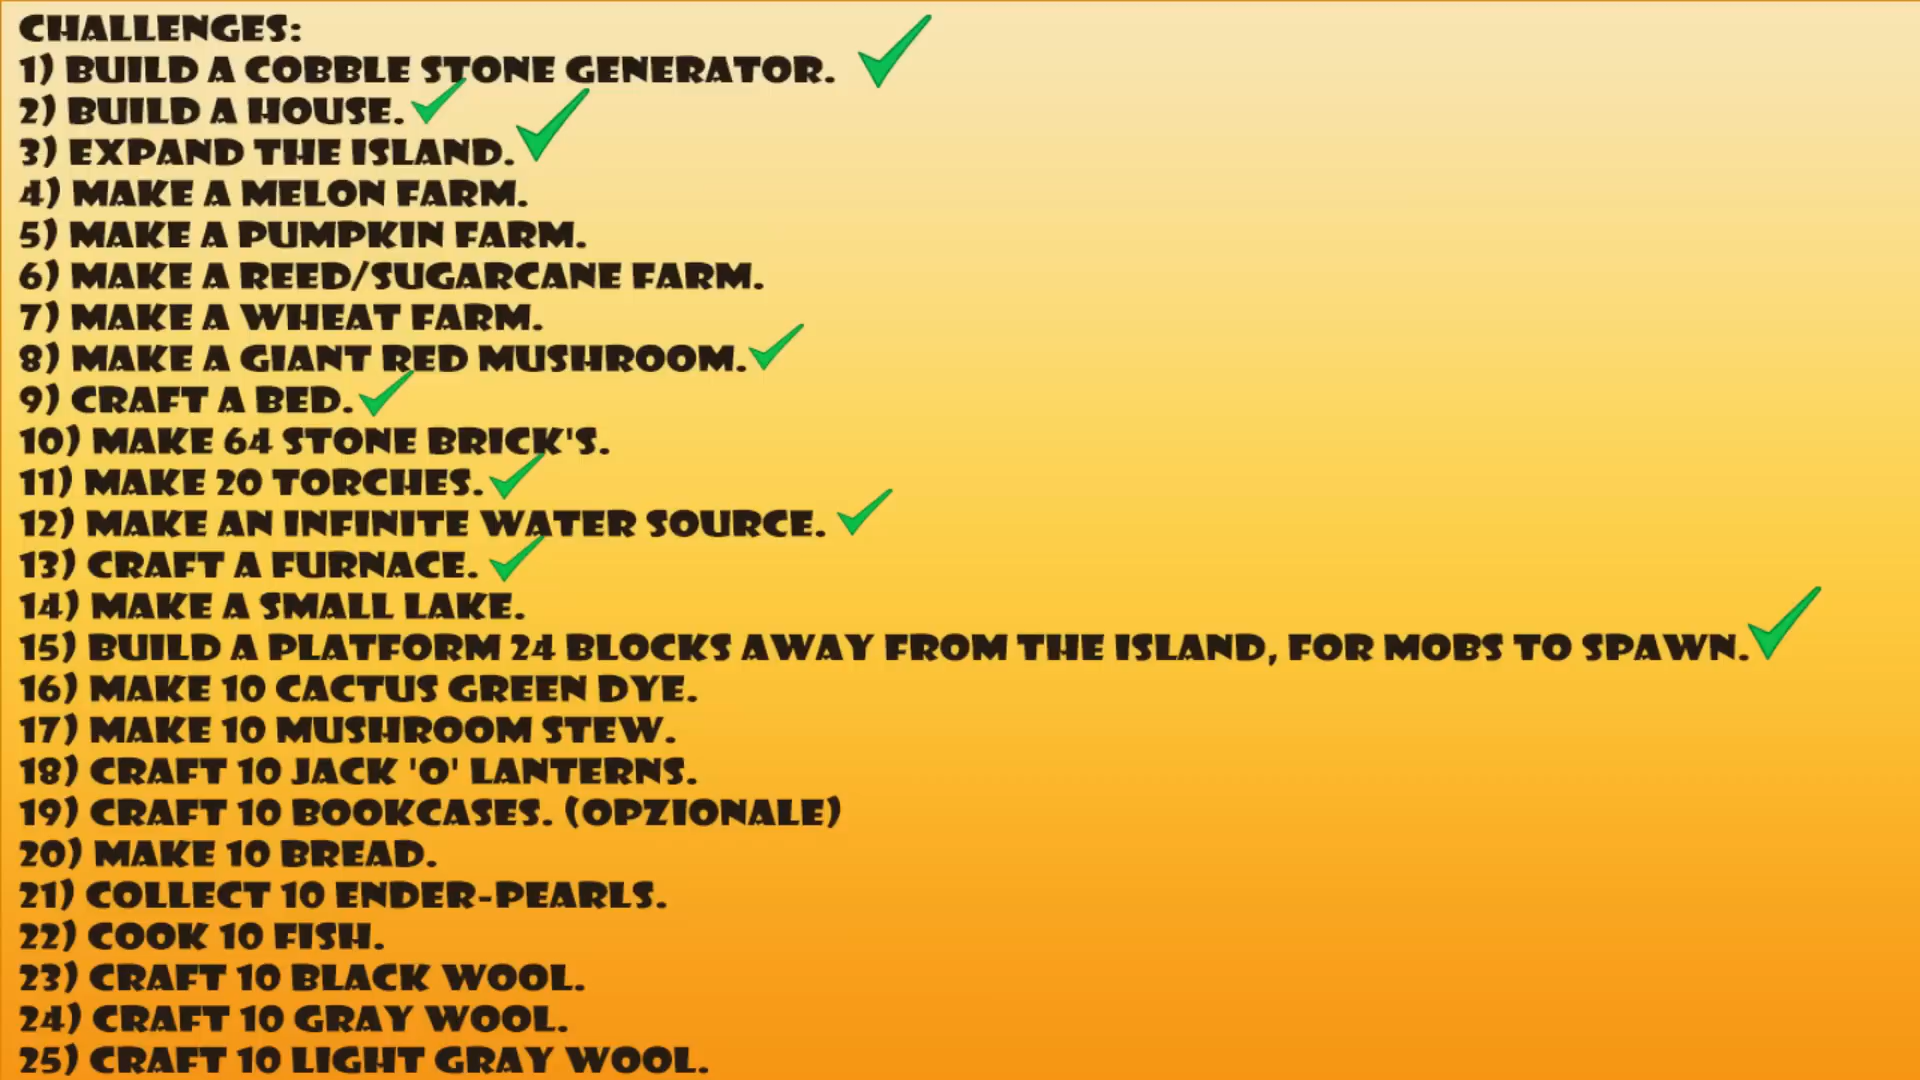 CHALLENGES:
1) BUILD A COBBLE STONE GENERATOR.
2) BUILD A HOUSE.
3) EXPAND THE ISLAND.
4) MAKE A MELON FARM.
5) MAKE A PUMPKIN FARM.
6) MAKE A REED/SUGARCANE FARM.
7) MAKE A WHEAT FARM.
8) MAKE A GIANT RED MUSHROOM.
9) CRAFT A BED.
10) MAKE 64 STONE BRICK'S.
11) MAKE 20 TORCHES.
12) MAKE AN INFINITE WATER SOURCE.
13) CRAFT A FURNACE.
14) MAKE A SMALL LAKE.
15) BUILD A PLATFORM 24 BLOCKS AWAY FROM THE ISLAND, FOR MOBS TO SPAWN.
16) MAKE 10 CACTUS GREEN DYE.
17) MAKE 10 MUSHROOM STEW.
18) CRAFT 10 JACK 'O' LANTERNS.
19) CRAFT 10 BOOKCASES. (OPZIONALE)
20) MAKE 10 BREAD.
21) COLLECT 10 ENDER-PEARLS.
22) COOK 10 FISH.
23) CRAFT 10 BLACK WOOL.
24) CRAFT 10 GRAY WOOL.
25) CRAFT 10 LIGHT GRAY WOOL.